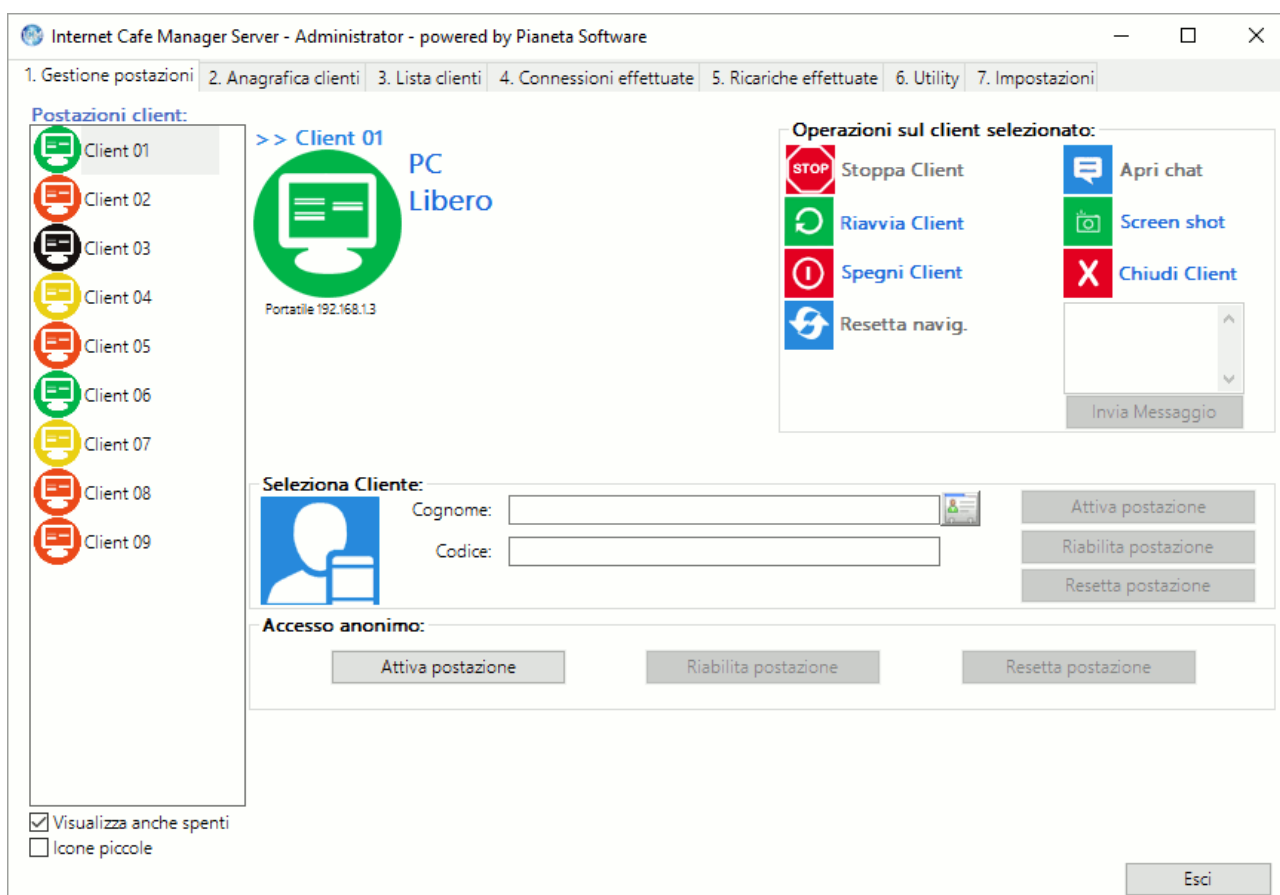 Internet Cafe Manager Server - Administrator - powered by Pianeta Software
1. Gestione postazioni 2. Anagrafica clienti 3. Lista clienti 4. Connessioni effettuate 5. Ricariche effettuate 6. Utility 7. Impostazioni
Postazioni client:
Client 01
Client 02
Client 03
Client 04
Client 05
Client 06
Client 07
Client 08
Client 09
Visualizza anche spenti
Icone piccole
>> Client 01
PC
Libero
Portatile 192.168.1.3
Operazioni sul client selezionato:
STOP Stoppa Client
Apri chat
Riavvia Client
Screen shot
Spegni Client
Chiudi Client
Resetta navig.
Invia Messaggio
Seleziona Cliente:
Cognome:
Codice:
Attiva postazione
Riabilita postazione
Resetta postazione
Accesso anonimo:
Attiva postazione Riabilita postazione Resetta postazione
Esci